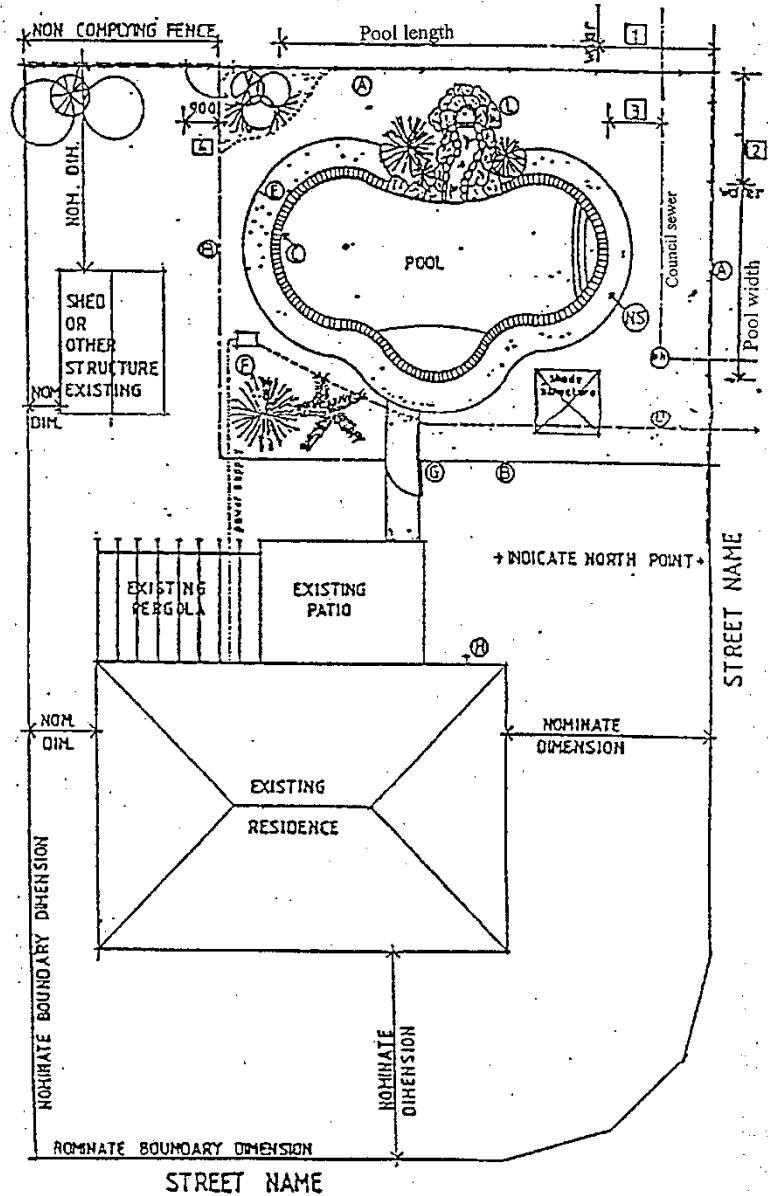 NON COMPLYING FENCE
Pool length
1
A
L
900
3
4
2
NOM. DIM.
E
Council sewer
B
POOL
A
Pool width
SHED
OR
OTHER
STRUCTURE
EXISTING
NS
F
Shade
Structure
NOM
DIM.
G
B
Power supply
+INDICATE NORTH POINT+
STREET NAME
EXISTING
PERGOLA
EXISTING
PATIO
H
NOM.
DIM.
NOMINATE
DIMENSION
EXISTING
RESIDENCE
NOMINATE BOUNDARY DIMENSION
NOMINATE
DIMENSION
NOMINATE BOUNDARY DIMENSION
STREET NAME